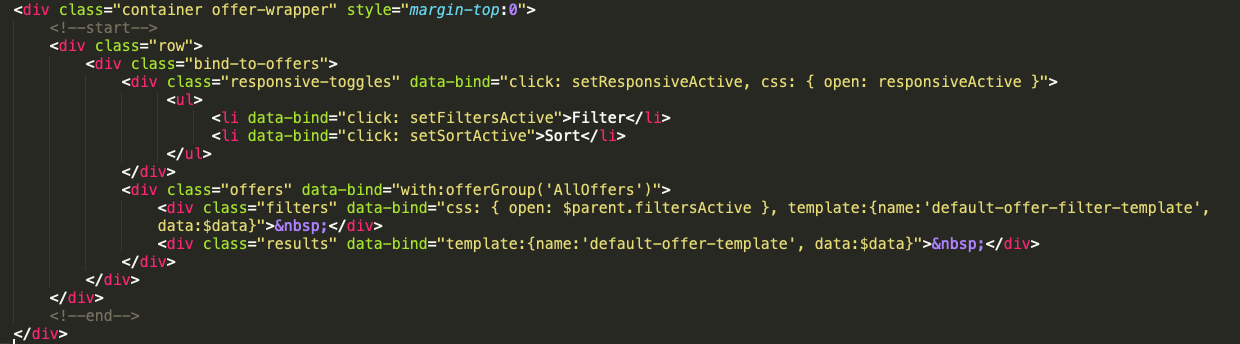 <div class="container offer-wrapper" style="margin-top:0">
<!--start-->
<div class="row">
<div class="bind-to-offers">
<div class="responsive-toggles" data-bind="click: setResponsiveActive, css: { open: responsiveActive }">
<ul>
<li data-bind="click: setFiltersActive">Filter</li>
<li data-bind="click: setSortActive">Sort</li>
</ul>
</div>
<div class="offers" data-bind="with:offerGroup('AllOffers')">
<div class="filters" data-bind="css: { open: $parent.filtersActive }, template:{name:'default-offer-filter-template',
data:$data}">&nbsp;</div>
<div class="results" data-bind="template:{name:'default-offer-template', data:$data}">&nbsp;</div>
</div>
</div>
</div>
<!--end-->
</div>